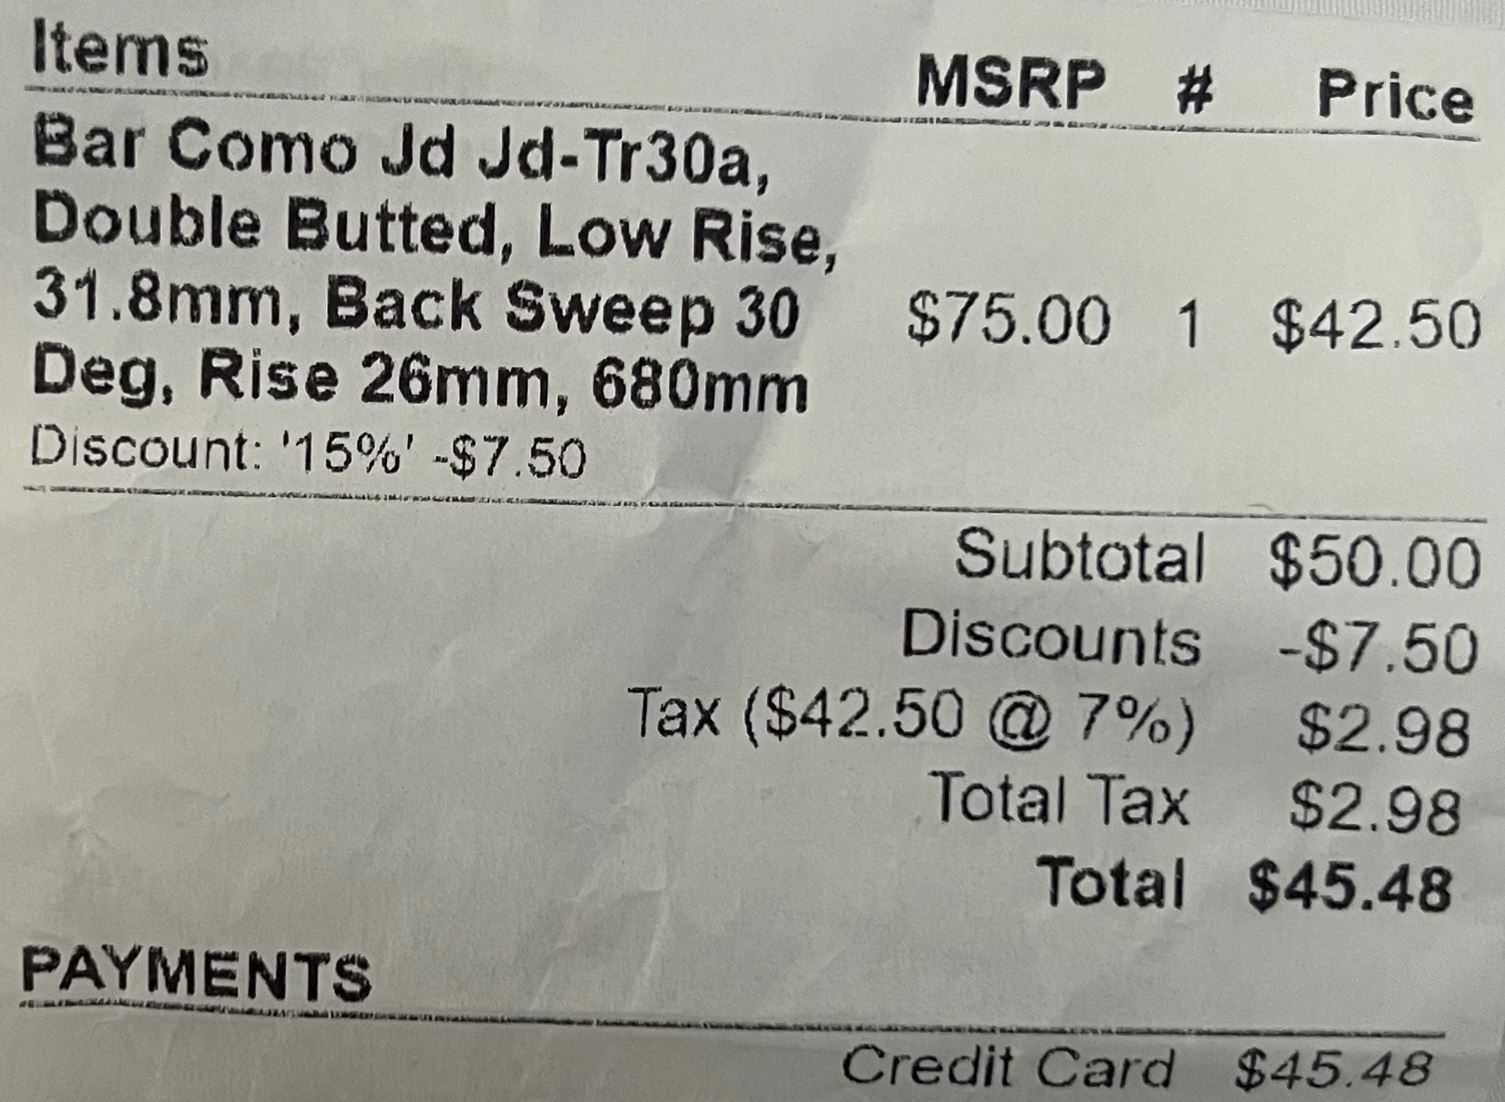 Items MSRP # Price
Bar Como Jd Jd-Tr30a,
Double Butted, Low Rise,
31.8mm, Back Sweep 30 $75.00 1 $42.50
Deg, Rise 26mm, 680mm
Discount: '15%' -$7.50
Subtotal $50.00
Discounts -$7.50
Tax ($42.50 @ 7%) $2.98
Total Tax $2.98
Total $45.48
PAYMENTS
Credit Card $45.48